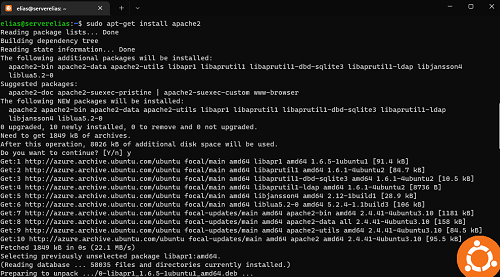 elias@serverelias: ~
elias@serverelias:~$ sudo apt-get install apache2
Reading package lists... Done
Building dependency tree
Reading state information... Done
The following additional packages will be installed:
apache2-bin apache2-data apache2-utils libapr1 libaprutil1 libaprutil1-dbd-sqlite3 libaprutil1-ldap libjansson4
liblua5.2-0
Suggested packages:
apache2-doc apache2-suexec-pristine | apache2-suexec-custom www-browser
The following NEW packages will be installed:
apache2 apache2-bin apache2-data apache2-utils libapr1 libaprutil1 libaprutil1-dbd-sqlite3 libaprutil1-ldap
libjansson4 liblua5.2-0
0 upgraded, 10 newly installed, 0 to remove and 0 not upgraded.
Need to get 1849 kB of archives.
After this operation, 8026 kB of additional disk space will be used.
Do you want to continue? [Y/n] y
Get:1 http://azure.archive.ubuntu.com/ubuntu focal/main amd64 libapr1 amd64 1.6.5-1ubuntu1 [91.4 kB]
Get:2 http://azure.archive.ubuntu.com/ubuntu focal/main amd64 libaprutil1 amd64 1.6.1-4ubuntu2 [84.7 kB]
Get:3 http://azure.archive.ubuntu.com/ubuntu focal/main amd64 libaprutil1-dbd-sqlite3 amd64 1.6.1-4ubuntu2 [10.5 kB]
Get:4 http://azure.archive.ubuntu.com/ubuntu focal/main amd64 libaprutil1-ldap amd64 1.6.1-4ubuntu2 [8736 B]
Get:5 http://azure.archive.ubuntu.com/ubuntu focal/main amd64 libjansson4 amd64 2.12-1build1 [28.9 kB]
Get:6 http://azure.archive.ubuntu.com/ubuntu focal/main amd64 liblua5.2-0 amd64 5.2.4-1.1build3 [106 kB]
Get:7 http://azure.archive.ubuntu.com/ubuntu focal-updates/main amd64 apache2-bin amd64 2.4.41-4ubuntu3.10 [1181 kB]
Get:8 http://azure.archive.ubuntu.com/ubuntu focal-updates/main amd64 apache2-data all 2.4.41-4ubuntu3.10 [158 kB]
Get:9 http://azure.archive.ubuntu.com/ubuntu focal-updates/main amd64 apache2-utils amd64 2.4.41-4ubuntu3.10 [84.5 kB]
Get:10 http://azure.archive.ubuntu.com/ubuntu focal-updates/main amd64 apache2 amd64 2.4.41-4ubuntu3.10 [95.5 kB]
Fetched 1849 kB in 0s (22.1 MB/s)
Selecting previously unselected package libapr1:amd64.
(Reading database ... 58035 files and directories currently installed.)
Preparing to unpack .../0-libapr1_1.6.5-1ubuntu1_amd64.deb ...